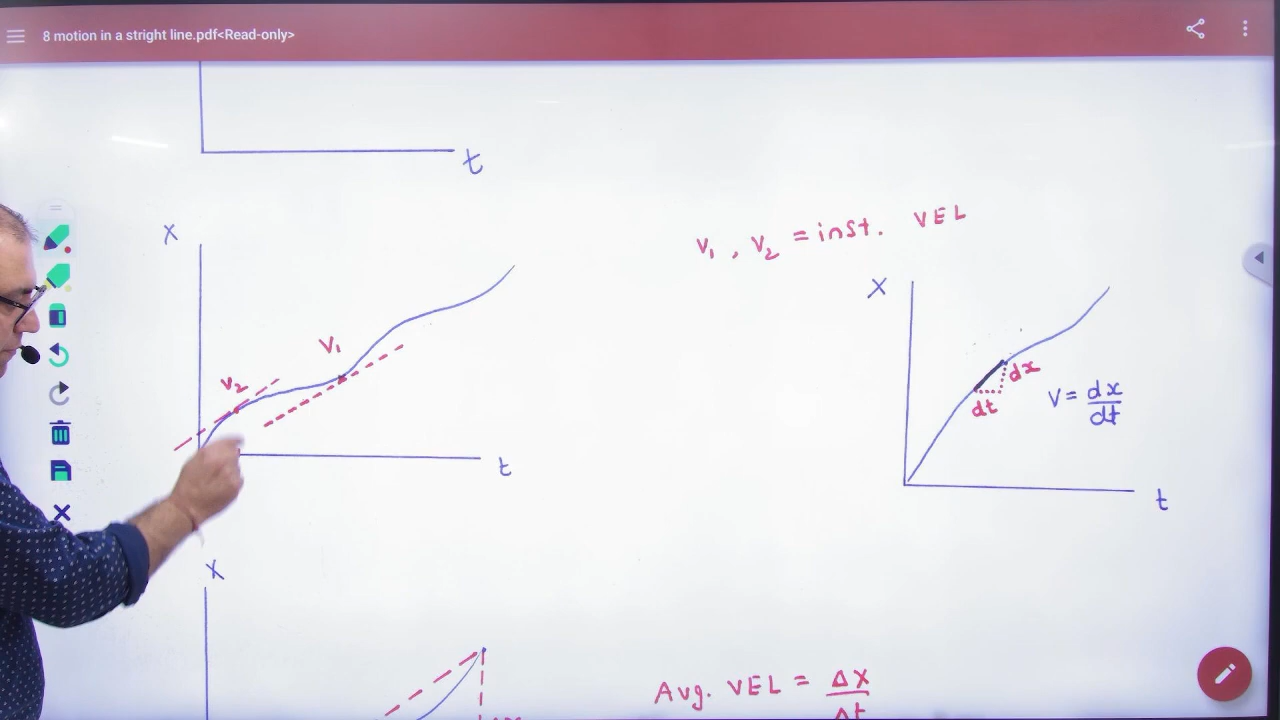 8 motion in a stright line.pdf<Read-only>
t
X
V₁
V₂
t
V₁ , V₂ = inst. VEL
X
dx
dt
V = dx/dt
t
X
Avg. VEL = ΔX/Δt